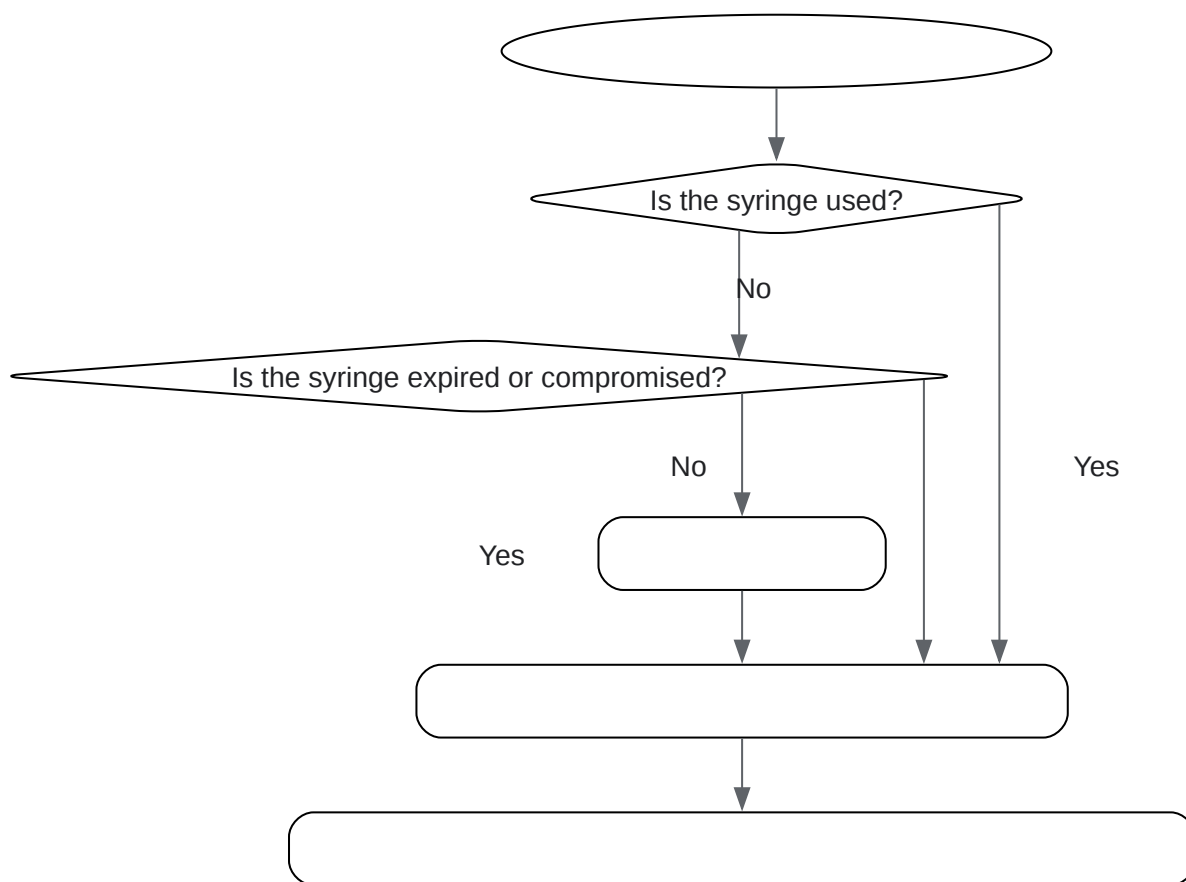 Is the syringe used?
No
Is the syringe expired or compromised?
No
Yes
Yes